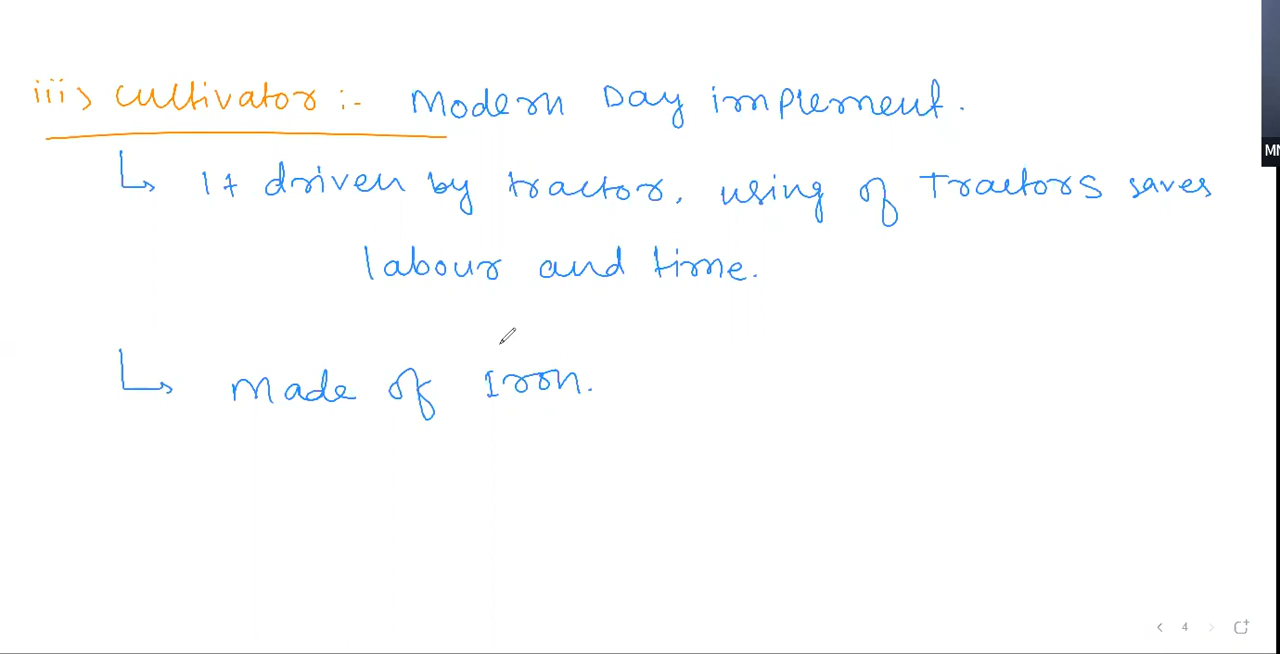 iii> cultivator :- Modern Day implement.
It driven by tractor, using of Tractors saves
labour and time.
Made of Iron.
MN
4